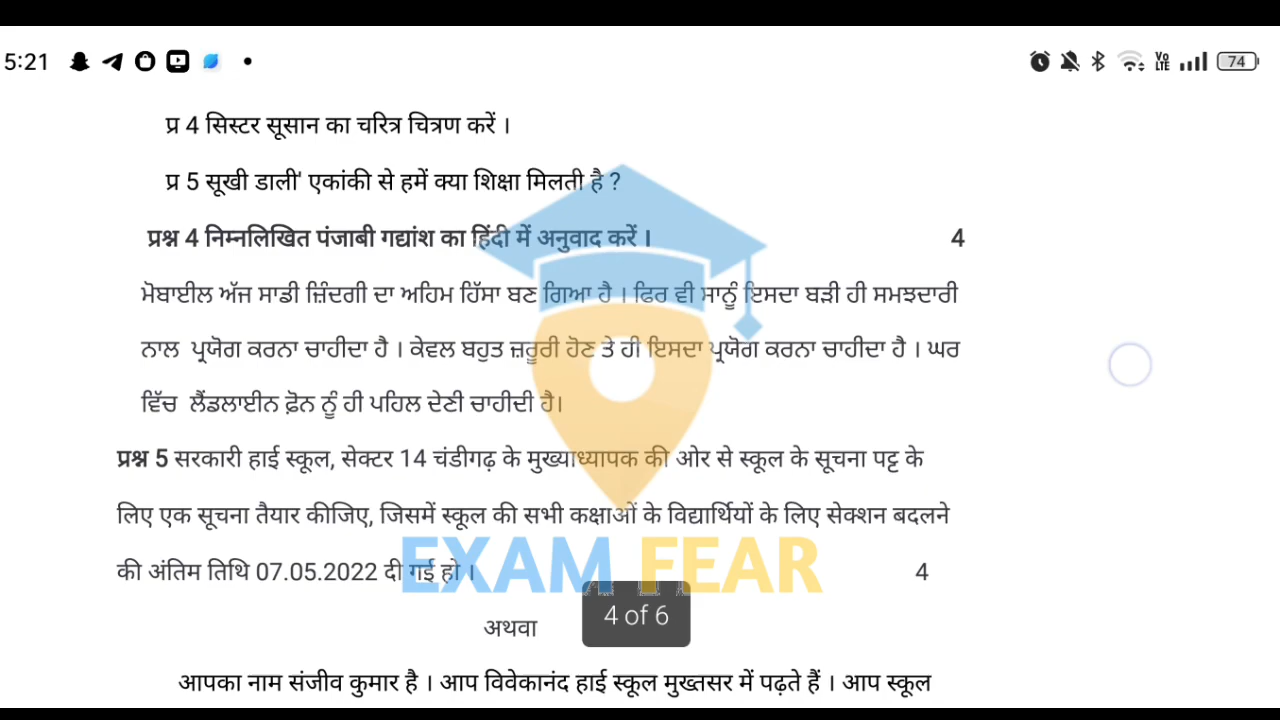 5:21
Vo LTE 74
प्र 4 सिस्टर सूसान का चरित्र चित्रण करें ।
प्र 5 सूखी डाली' एकांकी से हमें क्या शिक्षा मिलती है ?
प्रश्न 4 निम्नलिखित पंजाबी गद्यांश का हिंदी में अनुवाद करें । 4
ਮੋਬਾਈਲ ਅੱਜ ਸਾਡੀ ਜ਼ਿੰਦਗੀ ਦਾ ਅਹਿਮ ਹਿੱਸਾ ਬਣ ਗਿਆ ਹੈ । ਫਿਰ ਵੀ ਸਾਨੂੰ ਇਸਦਾ ਬੜੀ ਹੀ ਸਮਝਦਾਰੀ
ਨਾਲ ਪ੍ਰਯੋਗ ਕਰਨਾ ਚਾਹੀਦਾ ਹੈ । ਕੇਵਲ ਬਹੁਤ ਜ਼ਰੂਰੀ ਹੋਣ ਤੇ ਹੀ ਇਸਦਾ ਪ੍ਰਯੋਗ ਕਰਨਾ ਚਾਹੀਦਾ ਹੈ । ਘਰ
ਵਿੱਚ ਲੈਂਡਲਾਈਨ ਫ਼ੋਨ ਨੂੰ ਹੀ ਪਹਿਲ ਦੇਣੀ ਚਾਹੀਦੀ ਹੈ।
प्रश्न 5 सरकारी हाई स्कूल, सेक्टर 14 चंडीगढ़ के मुख्याध्यापक की ओर से स्कूल के सूचना पट्ट के
लिए एक सूचना तैयार कीजिए, जिसमें स्कूल की सभी कक्षाओं के विद्यार्थियों के लिए सेक्शन बदलने
की अंतिम तिथि 07.05.2022 दी गई हो । 4
EXAM FEAR
4 of 6
अथवा
आपका नाम संजीव कुमार है । आप विवेकानंद हाई स्कूल मुख्तसर में पढ़ते हैं । आप स्कूल